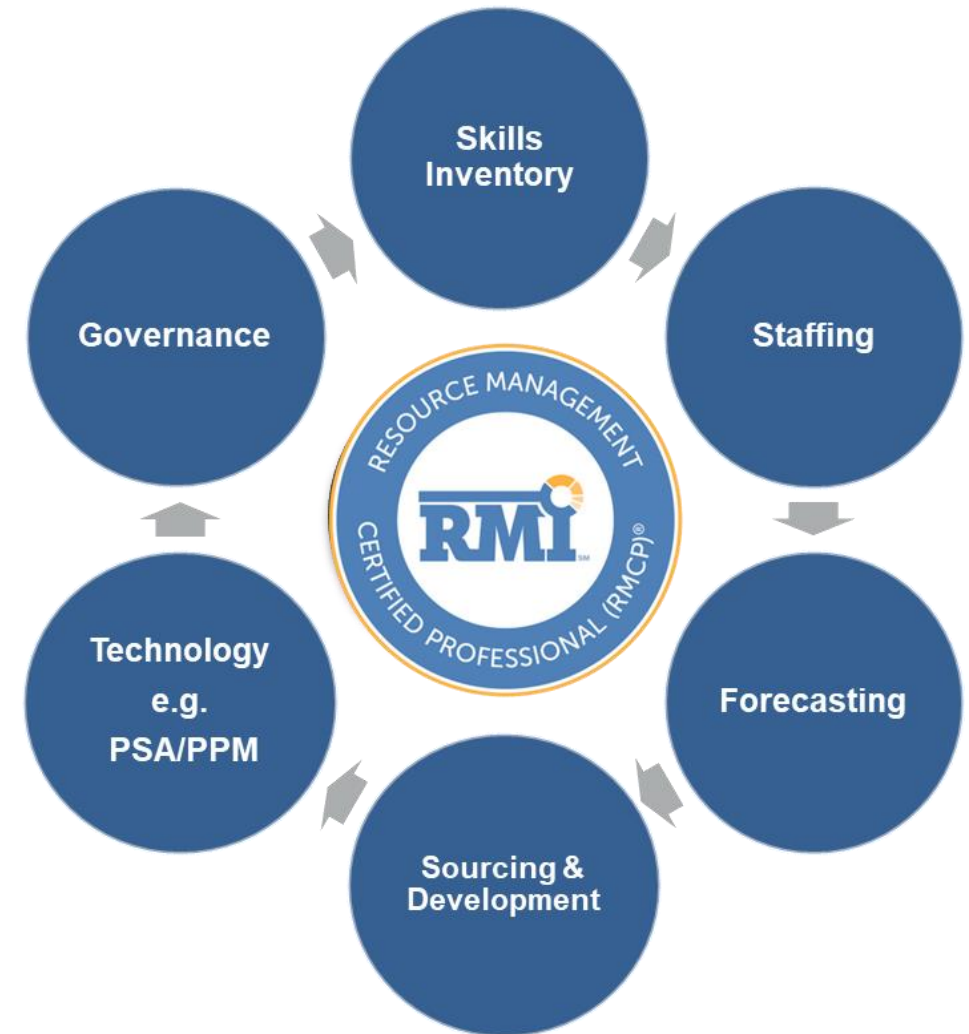 Skills
Inventory
Governance
Staffing
RESOURCE MANAGEMENT
RMI SM
CERTIFIED PROFESSIONAL (RMCP)®
Technology
e.g.
PSA/PPM
Forecasting
Sourcing &
Development